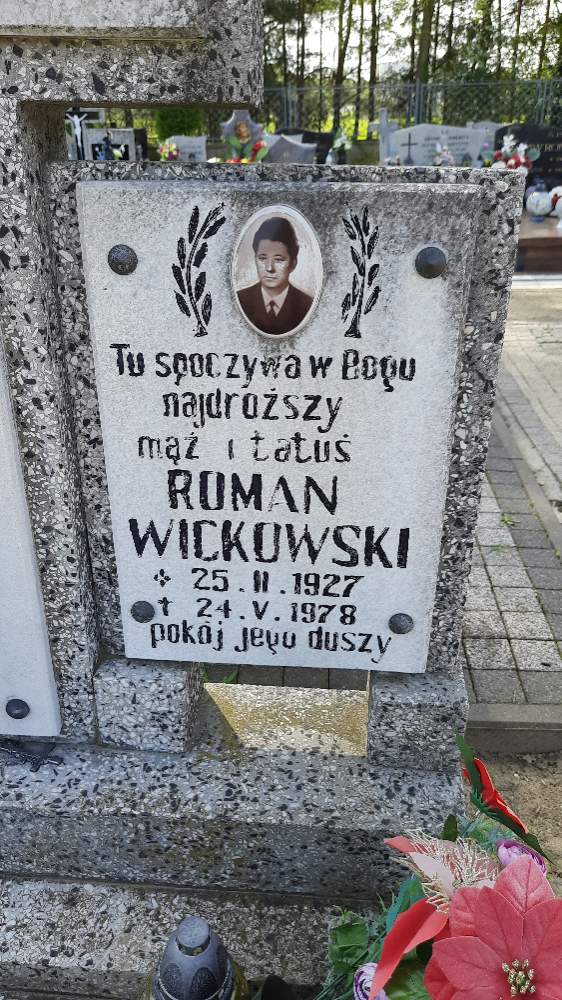 Tu spoczywa w Bogu
najdroższy
mąż i tatuś
ROMAN
WICKOWSKI
25.II.1927
† 24.V.1978
pokój jego duszy